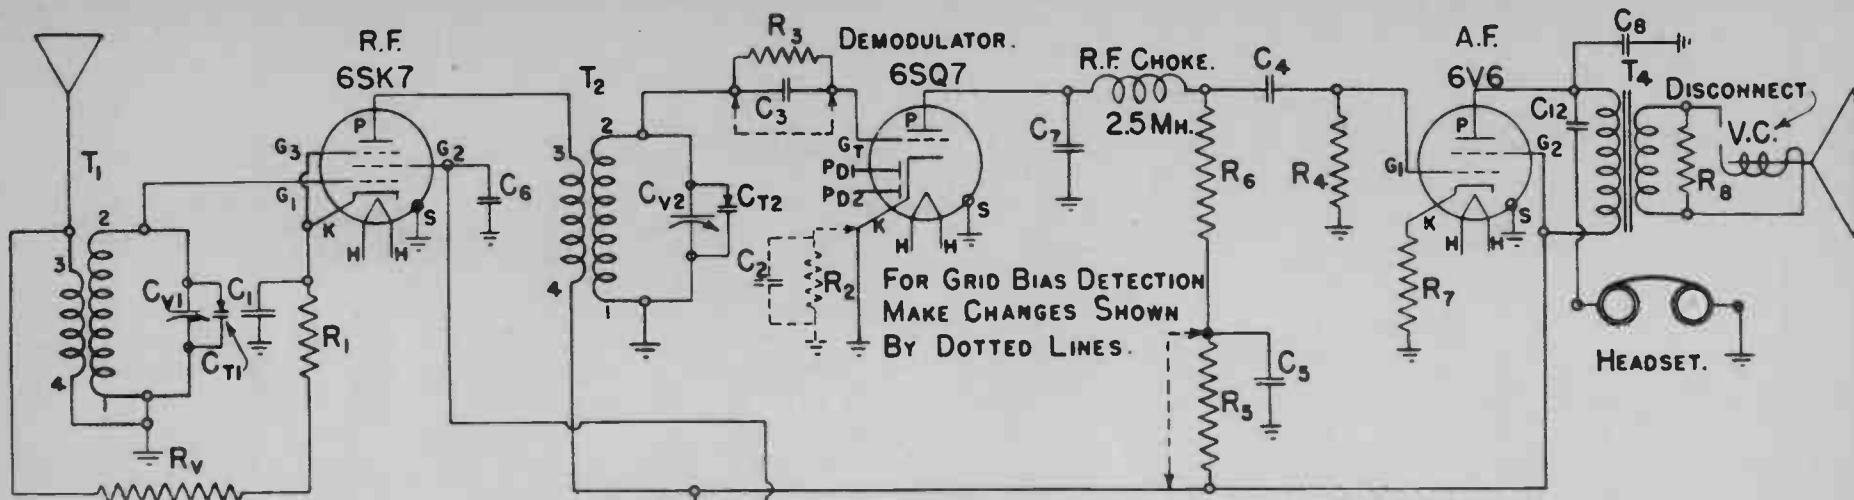 R.F.
6SK7
P
G3
G2
G1
K
H
H
S
C6
T1
2
3
4
1
CV1
CT1
C1
R1
RV
T2
3
4
2
1
CV2
CT2
R3
C3
DEMODULATOR.
6SQ7
P
GT
PD1
PD2
K
H
H
S
C2
R2
FOR GRID BIAS DETECTION
MAKE CHANGES SHOWN
BY DOTTED LINES.
C7
R.F. CHOKE.
2.5 MH.
C4
R6
R4
R5
C5
A.F.
6V6
P
G2
G1
K
H
H
S
R7
C8
T4
C12
DISCONNECT
V.C.
R8
HEADSET.